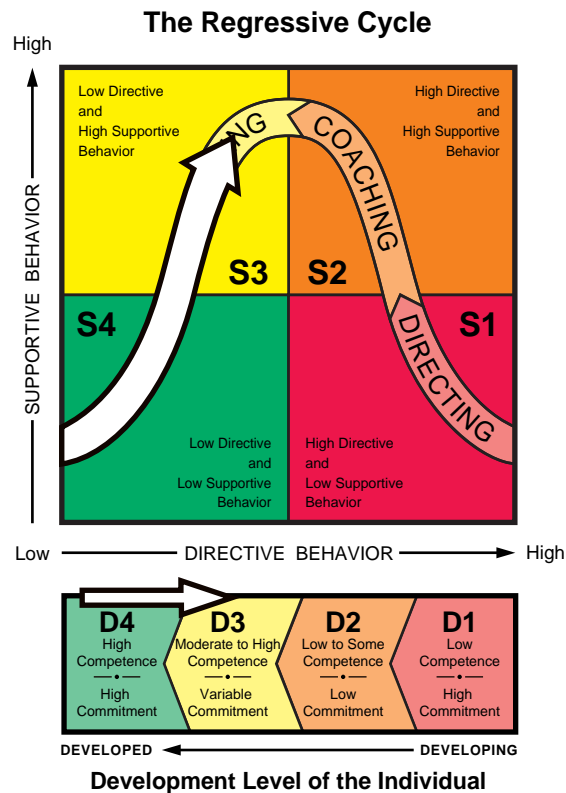 The Regressive Cycle
High
Low Directive
and
High Supportive
Behavior
High Directive
and
High Supportive
Behavior
ING
COACHING
DIRECTING
S3
S2
S4
S1
SUPPORTIVE BEHAVIOR
Low Directive
and
Low Supportive
Behavior
High Directive
and
Low Supportive
Behavior
Low
DIRECTIVE BEHAVIOR
High
D4
High
Competence
High
Commitment
D3
Moderate to High
Competence
Variable
Commitment
D2
Low to Some
Competence
Low
Commitment
D1
Low
Competence
High
Commitment
DEVELOPED
DEVELOPING
Development Level of the Individual